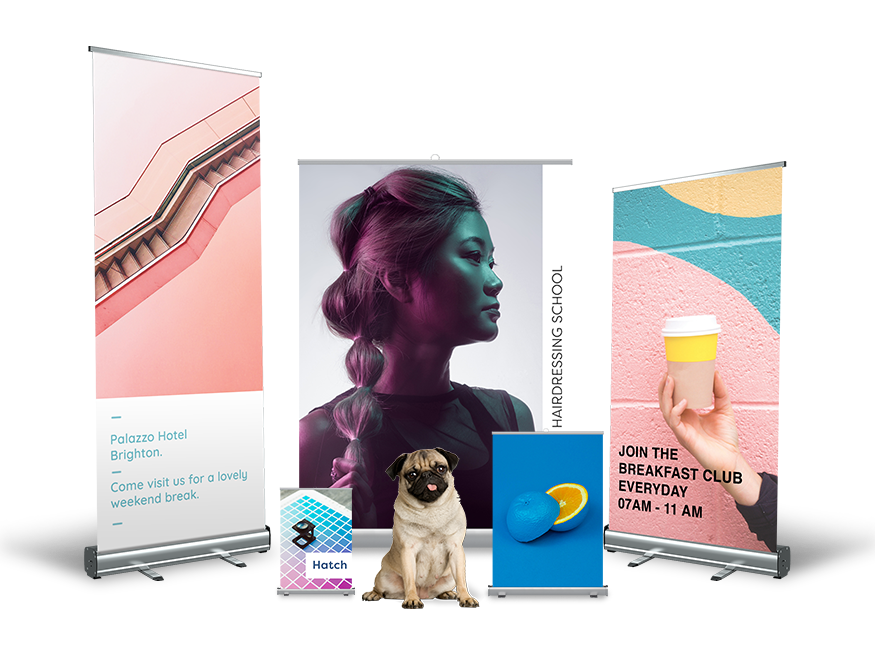 Palazzo Hotel
Brighton.
Come visit us for a lovely
weekend break.
HAIRDRESSING SCHOOL
JOIN THE
BREAKFAST CLUB
EVERYDAY
07AM - 11 AM
Hatch